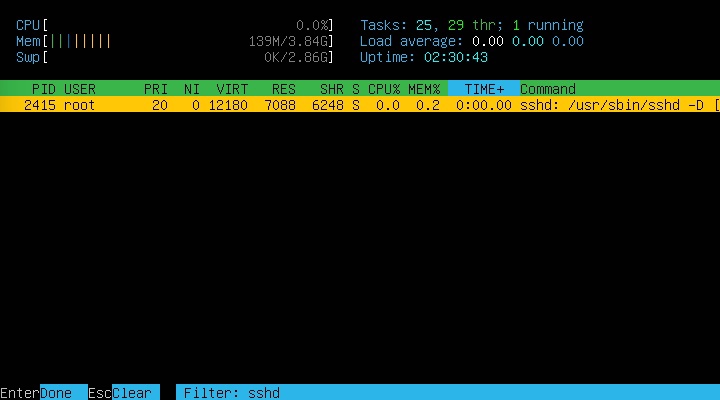 CPU[ 0.0%] Tasks: 25, 29 thr; 1 running
Mem[|||||||| 139M/3.84G] Load average: 0.00 0.00 0.00
Swp[ 0K/2.86G] Uptime: 02:30:43
PID USER PRI NI VIRT RES SHR S CPU% MEM% TIME+ Command
2415 root 20 0 12180 7088 6248 S 0.0 0.2 0:00.00 sshd: /usr/sbin/sshd -D [
EnterDone EscClear Filter: sshd